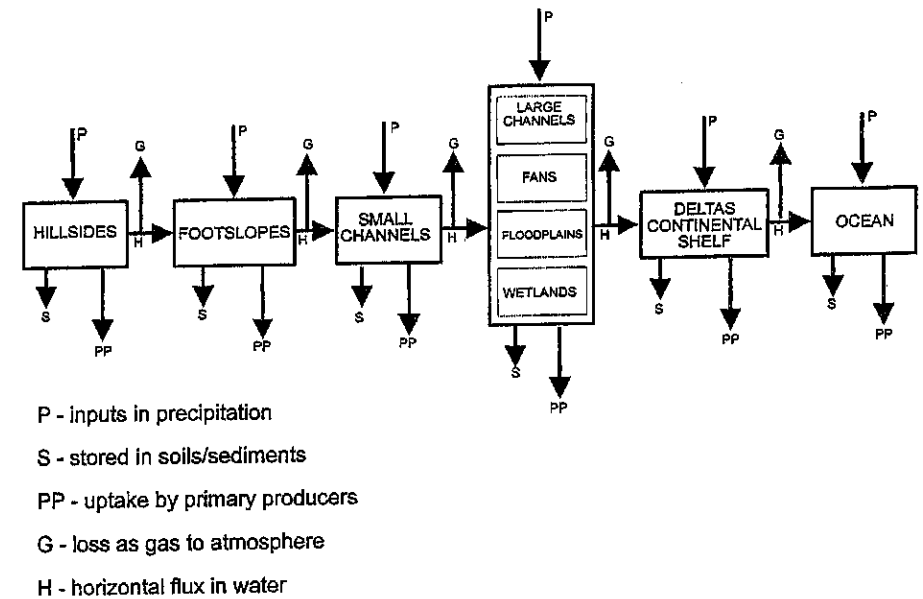 P
P
G
P
G
P
G
P
G
P
G
P
HILLSIDES
H
FOOTSLOPES
H
SMALL
CHANNELS
H
LARGE
CHANNELS
FANS
FLOODPLAINS
WETLANDS
H
DELTAS
CONTINENTAL
SHELF
H
OCEAN
S
PP
S
PP
S
PP
S
PP
S
PP
S
PP
P - inputs in precipitation
S - stored in soils/sediments
PP - uptake by primary producers
G - loss as gas to atmosphere
H - horizontal flux in water